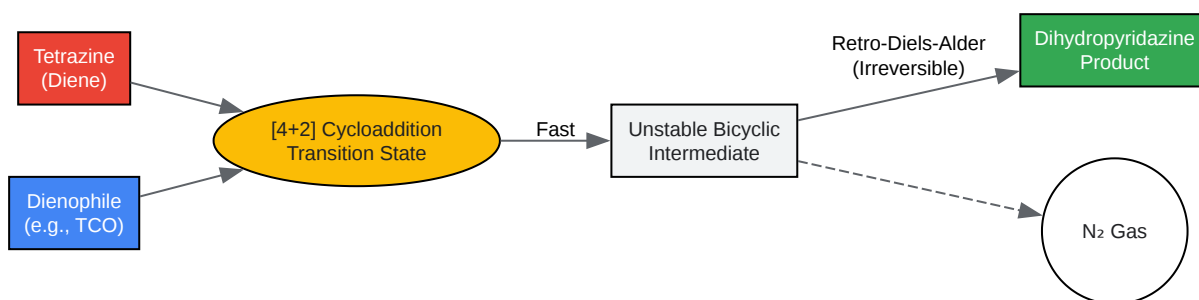 Tetrazine
(Diene)
Dienophile
(e.g., TCO)
[4+2] Cycloaddition
Transition State
Fast
Unstable Bicyclic
Intermediate
Retro-Diels-Alder
(Irreversible)
Dihydropyridazine
Product
N₂ Gas